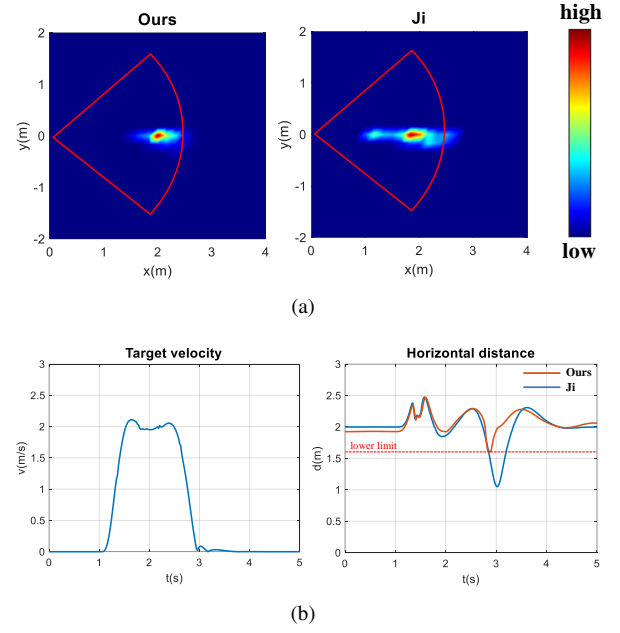 Ours
Ji
high
2
1
0
-1
-2
y(m)
0 1 2 3 4
x(m)
2
1
0
-1
-2
y(m)
0 1 2 3 4
x(m)
low
(a)
Target velocity
3
2.5
2
1.5
1
0.5
0
v(m/s)
0 1 2 3 4 5
t(s)
Horizontal distance
3
2.5
2
1.5
1
0.5
0
d(m)
Ours
Ji
lower limit
0 1 2 3 4 5
t(s)
(b)